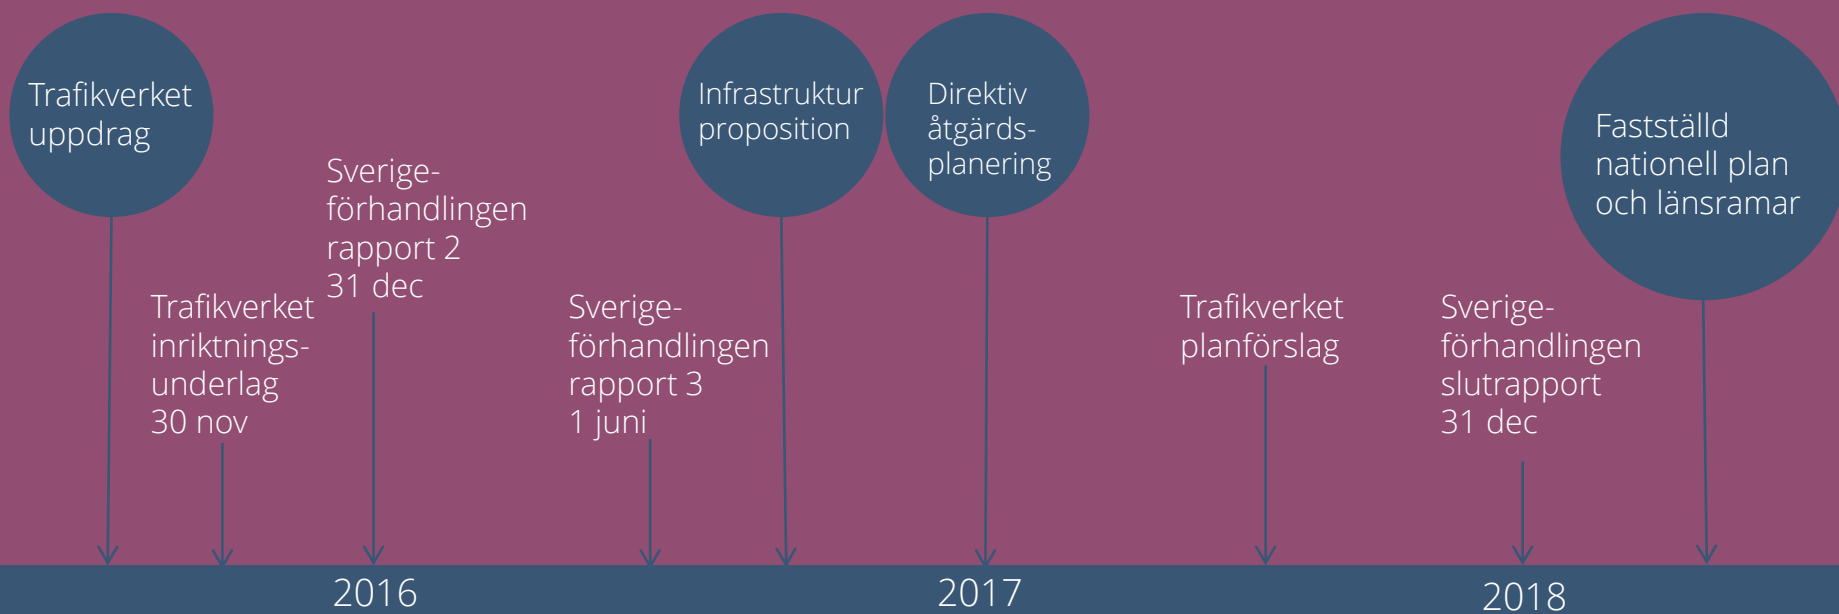 Trafikverket
uppdrag
Trafikverket
inriktnings-
underlag
30 nov
Sverige-
förhandlingen
rapport 2
31 dec
Sverige-
förhandlingen
rapport 3
1 juni
Infrastruktur
proposition
Direktiv
åtgärds-
planering
Trafikverket
planförslag
Sverige-
förhandlingen
slutrapport
31 dec
Fastställd
nationell plan
och länsramar
2016
2017
2018